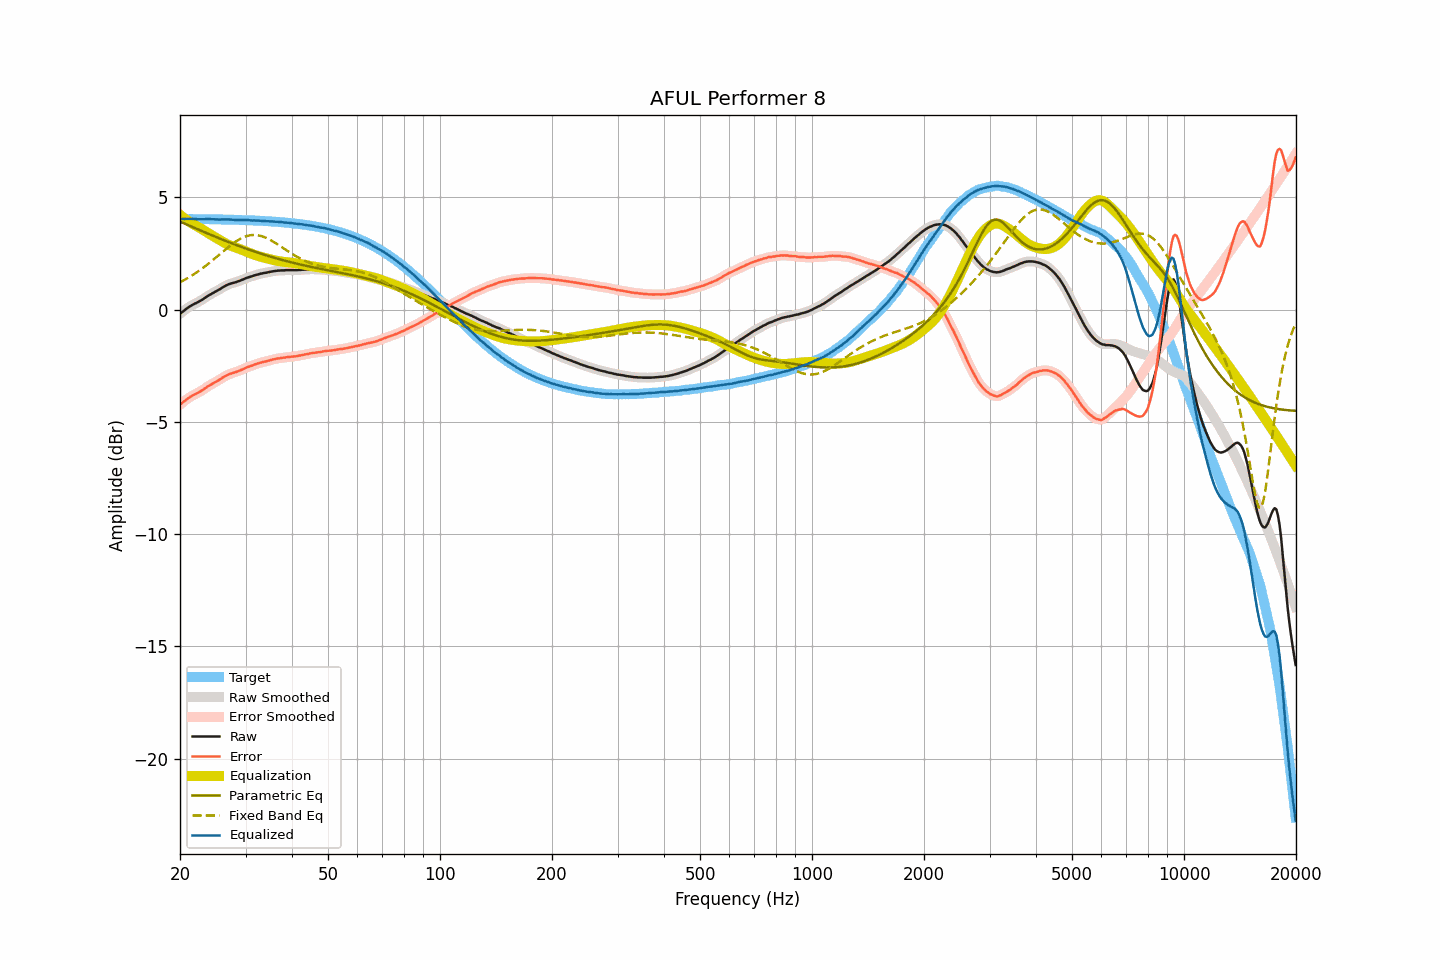 AFUL Performer 8
Amplitude (dBr)
5
0
−5
−10
−15
−20
Target
Raw Smoothed
Error Smoothed
Raw
Error
Equalization
Parametric Eq
Fixed Band Eq
Equalized
20 50 100 200 500 1000 2000 5000 10000 20000
Frequency (Hz)